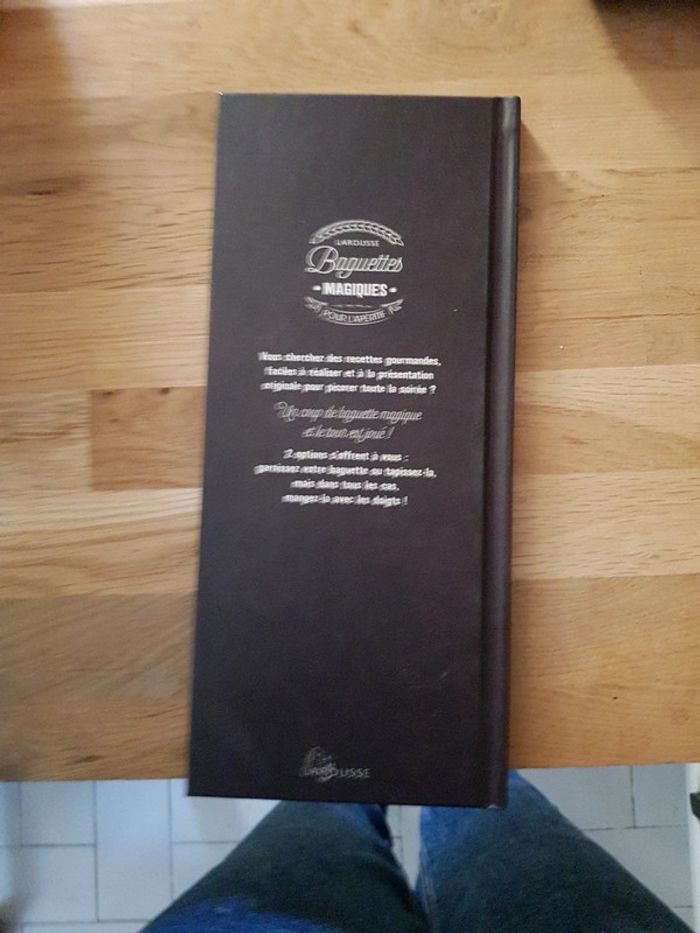 LAROUSSE
Baguettes
MAGIQUES
POUR L'APÉRITIF
Vous cherchez des recettes gourmandes,
faciles à réaliser et à la présentation
originale pour picorer toute la soirée ?
Un coup de baguette magique
et le tour est joué !
2 options s'offrent à vous :
garnissez votre baguette ou tapissez-la,
mais dans tous les cas,
mangez-la avec les doigts !
LAROUSSE